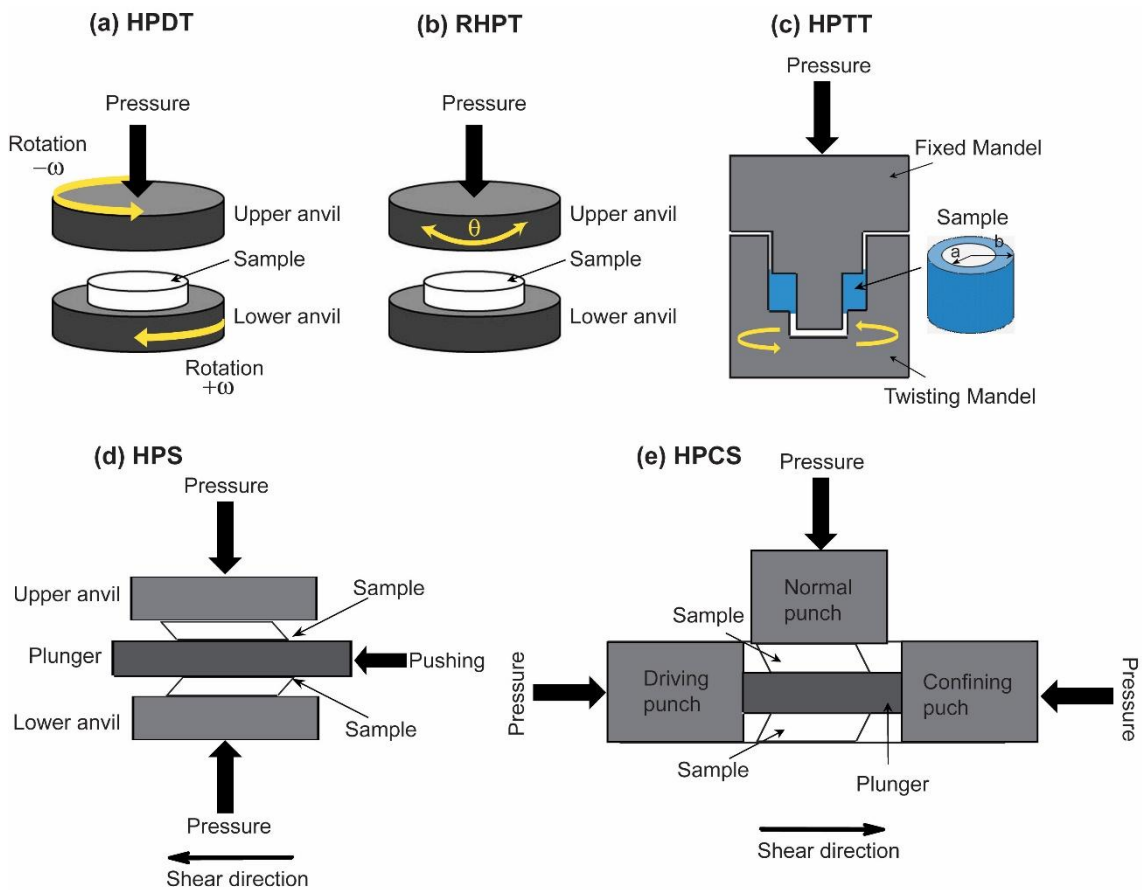 (a) HPDT
Pressure
Rotation
−ω
Upper anvil
Sample
Lower anvil
Rotation
+ω
(b) RHPT
Pressure
θ
Upper anvil
Sample
Lower anvil
(c) HPTT
Pressure
Fixed Mandel
Sample
a
b
Twisting Mandel
(d) HPS
Pressure
Upper anvil
Sample
Plunger
Pushing
Lower anvil
Sample
Pressure
Shear direction
(e) HPCS
Pressure
Normal
punch
Sample
Pressure
Driving
punch
Confining
puch
Pressure
Sample
Plunger
Shear direction